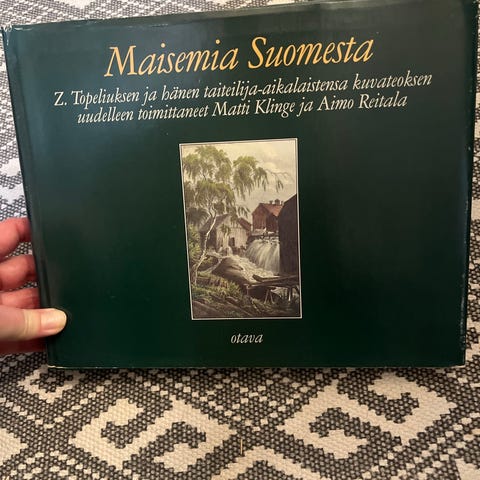 Maisemia Suomesta
Z. Topeliuksen ja hänen taiteilija-aikalaistensa kuvateoksen
uudelleen toimittaneet Matti Klinge ja Aimo Reitala
otava